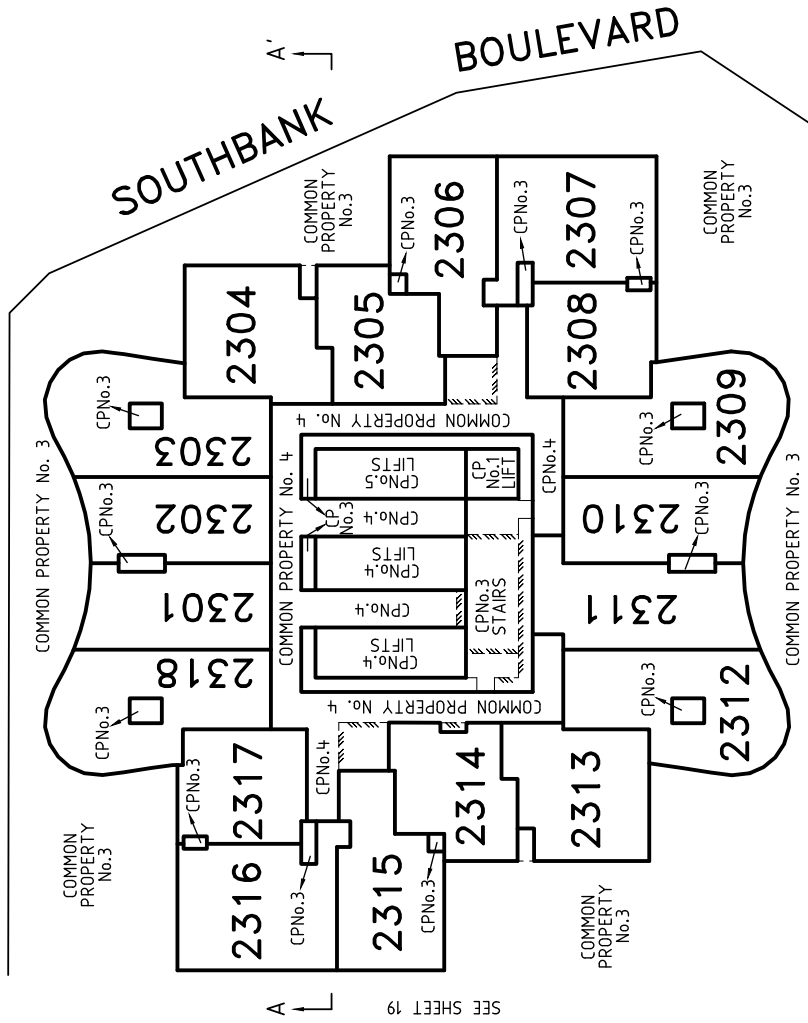 SOUTHBANK BOULEVARD
A'
COMMON
PROPERTY
No.3
2306
CPNo.3
2307
CPNo.3
CPNo.3
COMMON
PROPERTY
No.3
2304
2305
2308
COMMON PROPERTY No. 3
CPNo.3
2303
CPNo.3
2302
2301
2318
CPNo.3
COMMON PROPERTY No. 4
COMMON PROPERTY No. 4
CPNo.5
LIFTS
CP
No.1
LIFT
CP
No.3
CPNo.4
CPNo.4
LIFTS
CPNo.4
CPNo.4
LIFTS
CPNo.3
STAIRS
COMMON PROPERTY No. 4
CPNo.4
CPNo.3
2309
2310
CPNo.3
2311
CPNo.3
2312
COMMON PROPERTY No. 3
CPNo.4
2317
CPNo.3
2314
2313
2316
CPNo.3
2315
CPNo.3
COMMON
PROPERTY
No.3
COMMON
PROPERTY
No.3
A
SEE SHEET 19